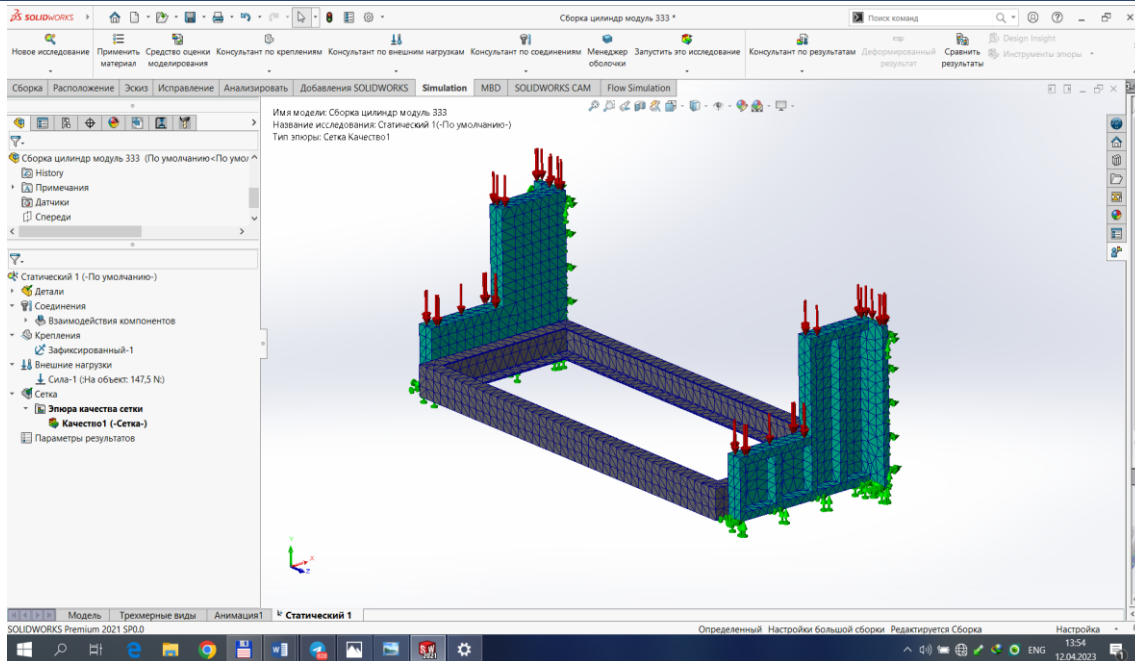 SOLIDWORKS
Сборка цилиндр модуль 333 *
Поиск команд
Новое исследование
Применить материал
Средство оценки моделирования
Консультант по креплениям
Консультант по внешним нагрузкам
Консультант по соединениям
Менеджер оболочки
Запустить это исследование
Консультант по результатам
Деформированный результат
Сравнить результаты
Design Insight
Инструменты эпюры
Сборка Расположение Эскиз Исправление Анализировать Добавления SOLIDWORKS Simulation MBD SOLIDWORKS CAM Flow Simulation
Имя модели: Сборка цилиндр модуль 333
Название исследования: Статический 1(-По умолчанию-)
Тип эпюры: Сетка Качество1
Сборка цилиндр модуль 333 (По умолчанию<По умол
History
Примечания
Датчики
Спереди
Статический 1 (-По умолчанию-)
Детали
Соединения
Взаимодействия компонентов
Крепления
Зафиксированный-1
Внешние нагрузки
Сила-1 (:На объект: 147,5 N:)
Сетка
Эпюра качества сетки
Качество1 (-Сетка-)
Параметры результатов
Y
X
Z
Модель Трехмерные виды Анимация1 Статический 1
SOLIDWORKS Premium 2021 SP0.0
Определенный Настройки большой сборки Редактируется Сборка Настройка
ENG
13:54
12.04.2023